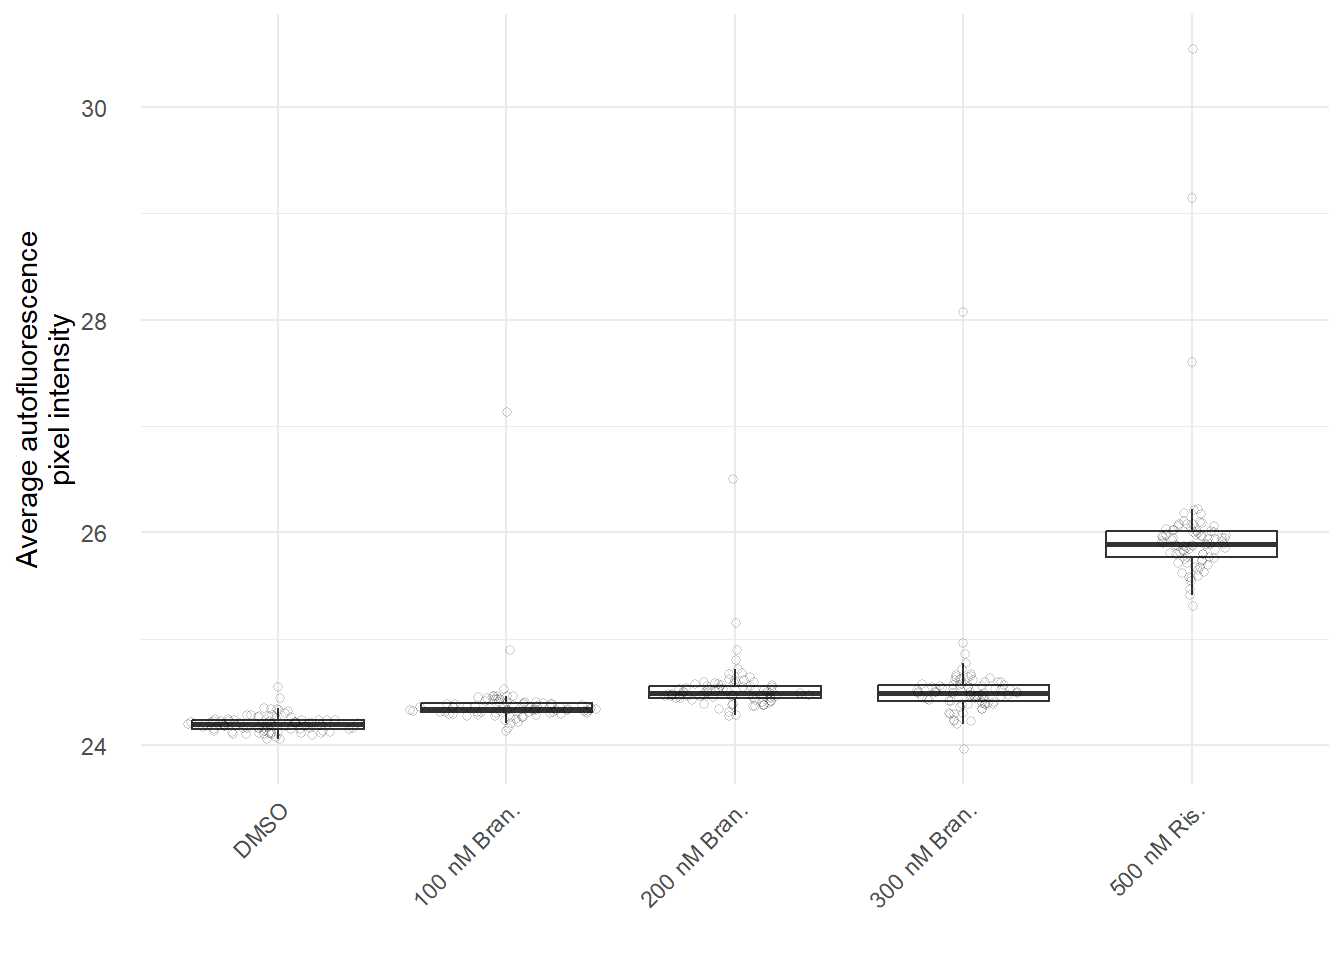 Average autofluorescence
pixel intensity
30
28
26
24
DMSO
100 nM Bran.
200 nM Bran.
300 nM Bran.
500 nM Ris.